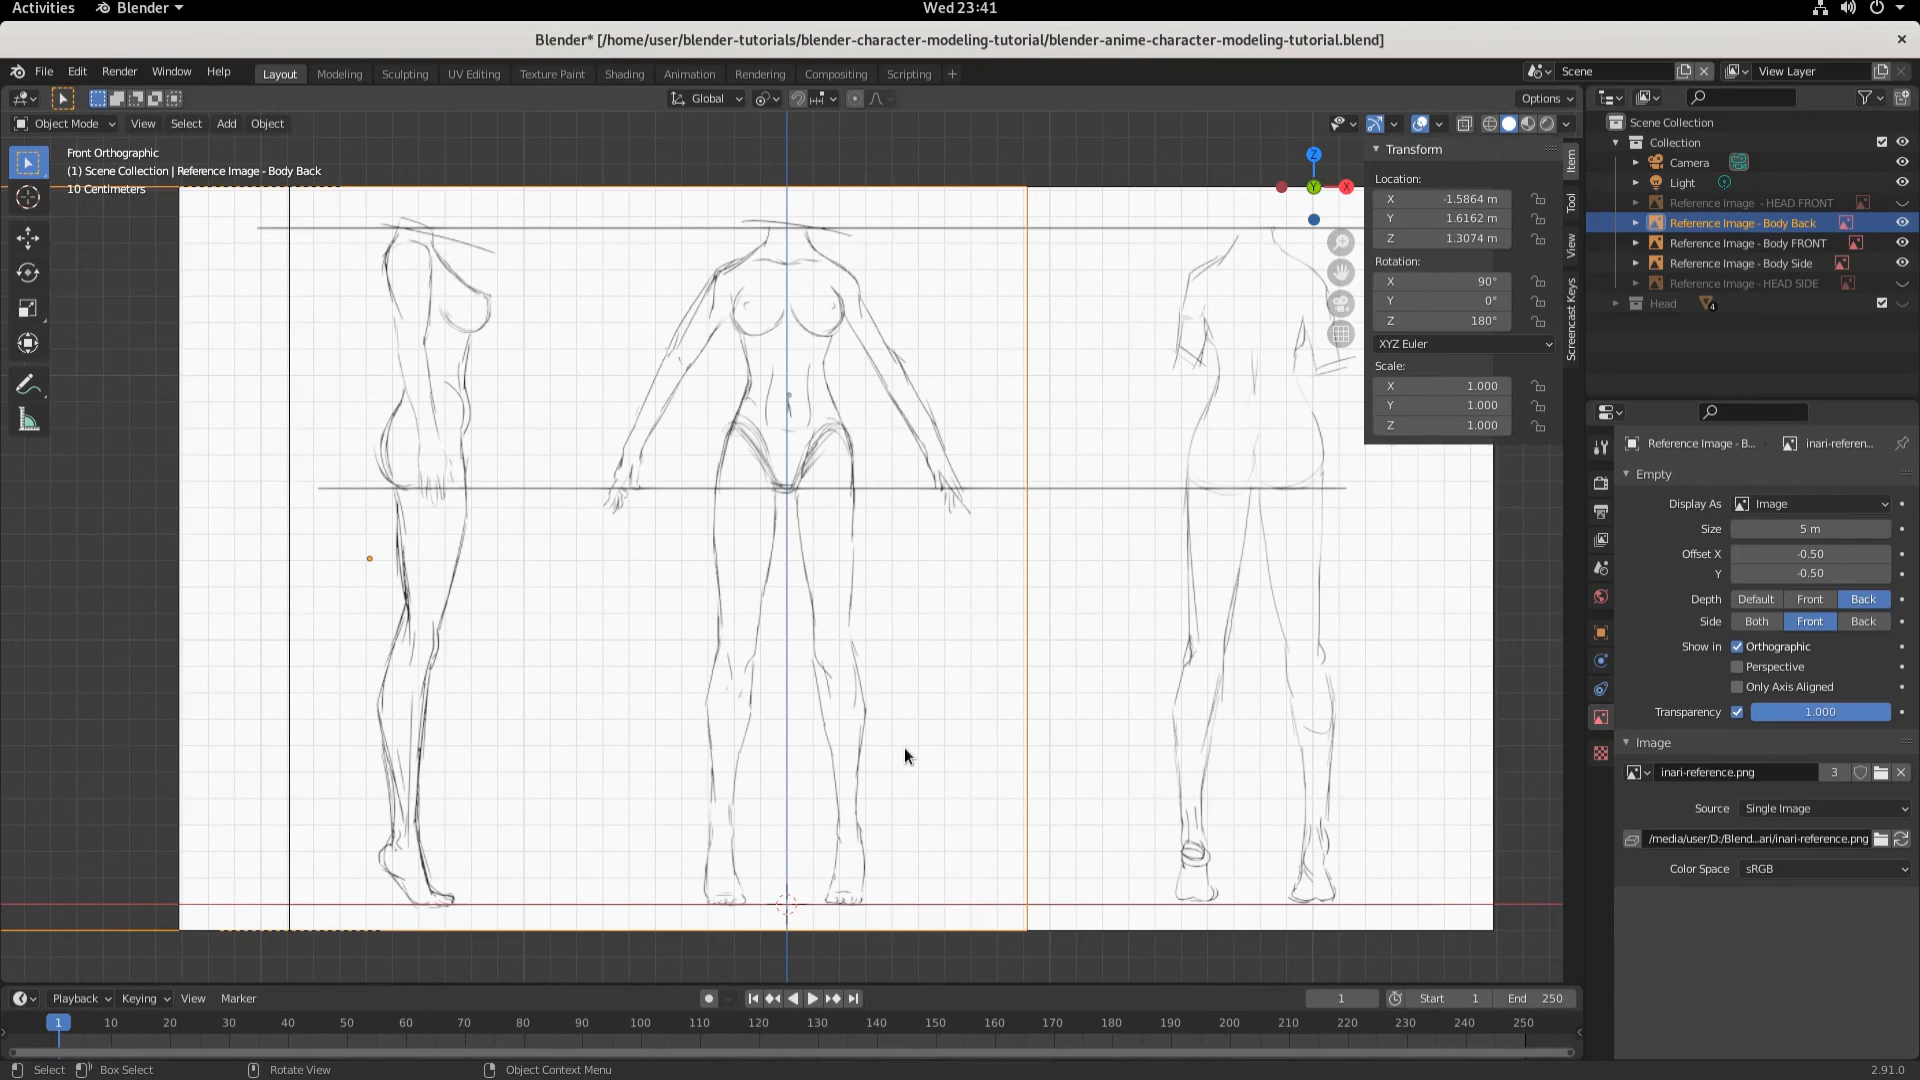 Activities Blender Wed 23:41
Blender* [/home/user/blender-tutorials/blender-character-modeling-tutorial/blender-anime-character-modeling-tutorial.blend]
File Edit Render Window Help Layout Modeling Sculpting UV Editing Texture Paint Shading Animation Rendering Compositing Scripting + Scene View Layer
Global Options
Object Mode View Select Add Object
Front Orthographic
(1) Scene Collection | Reference Image - Body Back
10 Centimeters
Z
Y
X
Transform
Location:
X -1.5864 m
Y 1.6162 m
Z 1.3074 m
Rotation:
X 90°
Y 0°
Z 180°
XYZ Euler
Scale:
X 1.000
Y 1.000
Z 1.000
Item
Tool
View
Screencast Keys
Scene Collection
Collection
Camera
Light
Reference Image - HEAD FRONT
Reference Image - Body Back
Reference Image - Body FRONT
Reference Image - Body Side
Reference Image - HEAD SIDE
Head 4
Reference Image - B... inari-referen...
Empty
Display As Image
Size 5 m
Offset X -0.50
Y -0.50
Depth Default Front Back
Side Both Front Back
Show in Orthographic
Perspective
Only Axis Aligned
Transparency 1.000
Image
inari-reference.png 3
Source Single Image
/media/user/D:/Blend...ari/inari-reference.png
Color Space sRGB
Playback Keying View Marker 1 Start 1 End 250
1 10 20 30 40 50 60 70 80 90 100 110 120 130 140 150 160 170 180 190 200 210 220 230 240 250
Select Box Select Rotate View Object Context Menu 2.91.0